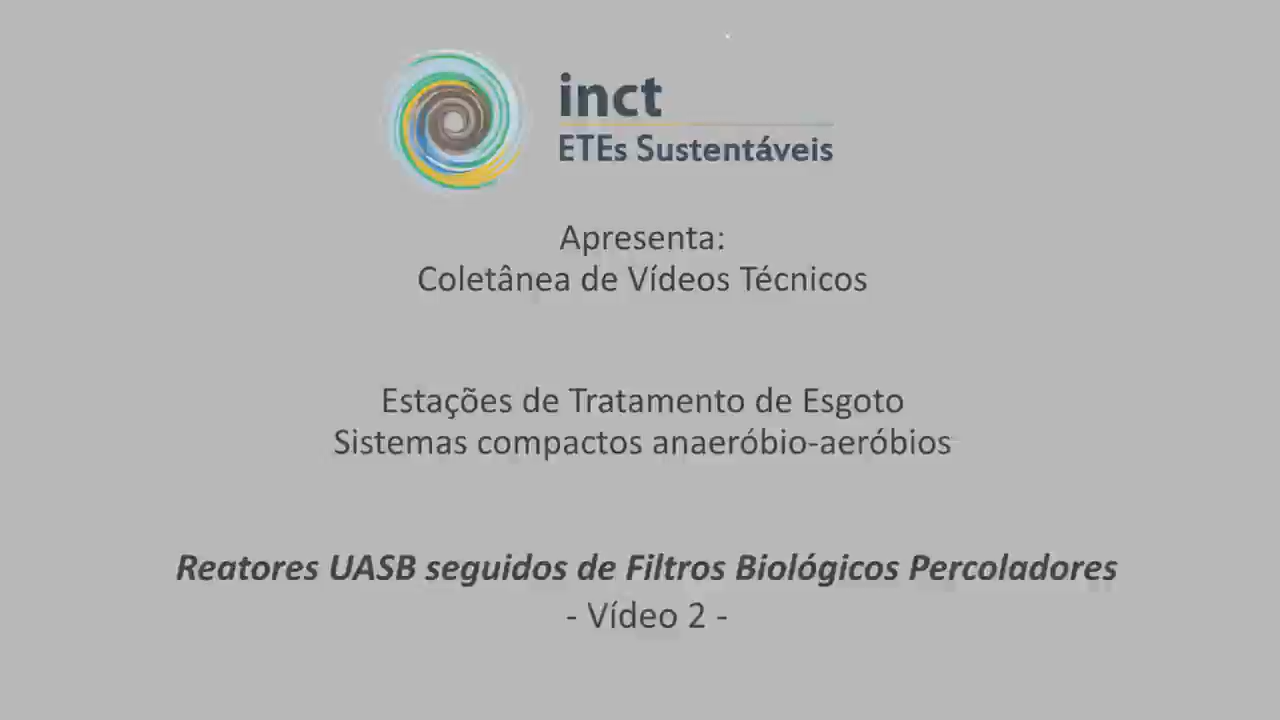 inct
ETEs Sustentáveis
Apresenta:
Coletânea de Vídeos Técnicos
Estações de Tratamento de Esgoto
Sistemas compactos anaeróbio-aeróbios
Reatores UASB seguidos de Filtros Biológicos Percoladores
- Vídeo 2 -